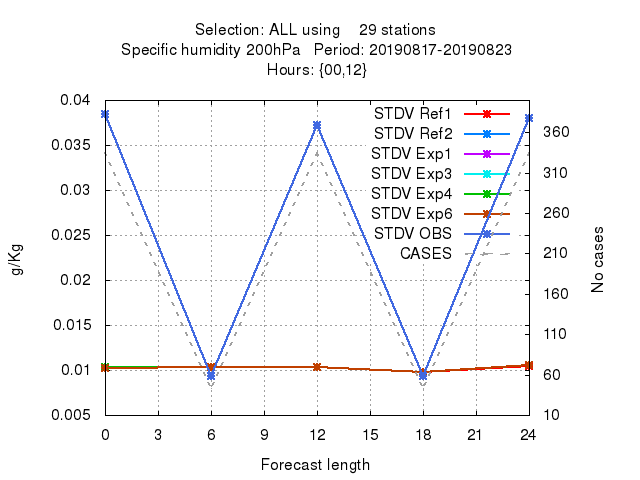 Selection: ALL using 29 stations
Specific humidity 200hPa Period: 20190817-20190823
Hours: {00,12}
0.04
0.035
0.03
0.025
0.02
0.015
0.01
0.005
g/Kg
STDV Ref1
STDV Ref2
STDV Exp1
STDV Exp3
STDV Exp4
STDV Exp6
STDV OBS
CASES
360
310
260
210
160
110
60
10
No cases
0 3 6 9 12 15 18 21 24
Forecast length